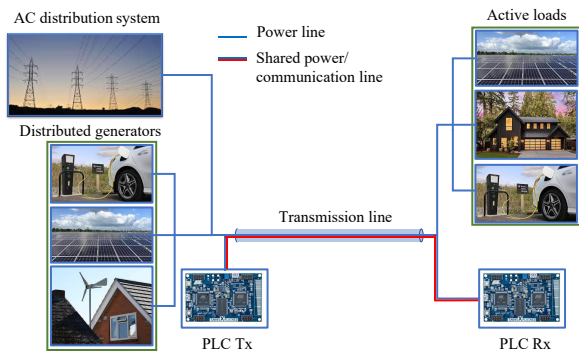 AC distribution system
Power line
Shared power/
communication line
Active loads
Distributed generators
Transmission line
PLC Tx
PLC Rx